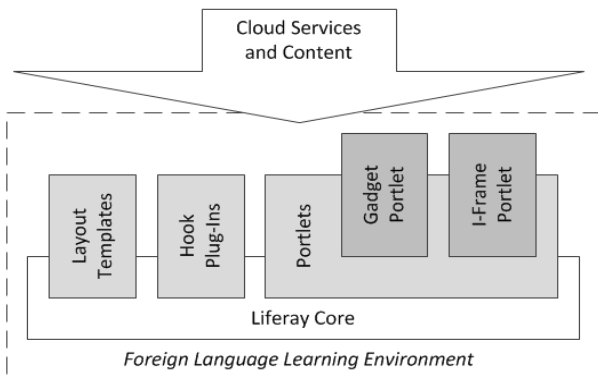 Cloud Services
and Content
Layout
Templates
Hook
Plug-Ins
Portlets
Gadget
Portlet
I-Frame
Portlet
Liferay Core
Foreign Language Learning Environment